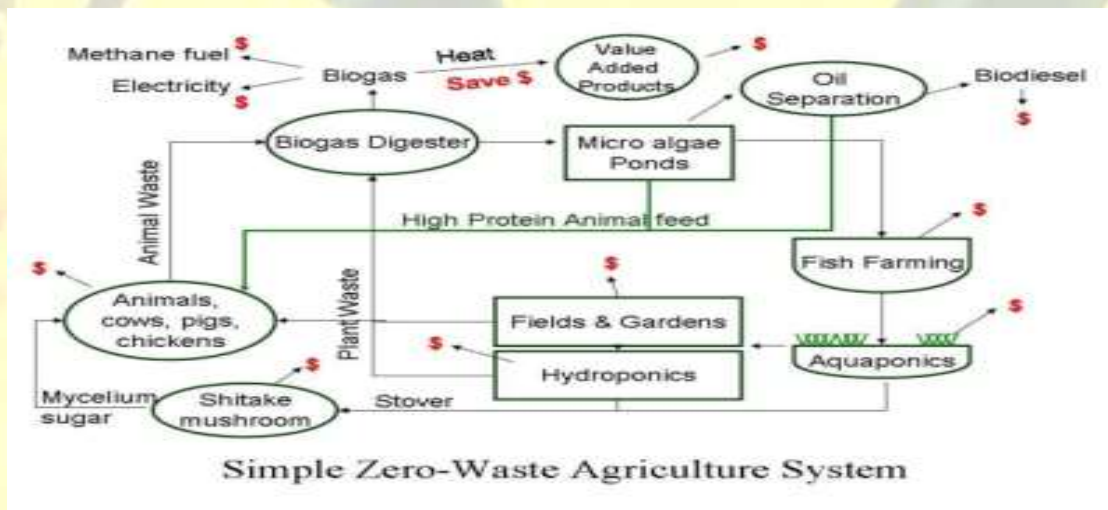 Methane fuel $
Electricity $
Biogas
Heat
Save $
Value
Added
Products
$
Oil
Separation
Biodiesel
$
Biogas Digester
Micro algae
Ponds
Animal Waste
High Protein Animal feed
$
Fish Farming
$
Animals,
cows, pigs,
chickens
Plant Waste
$
Fields & Gardens
$
Hydroponics
$
Aquaponics
Mycelium
sugar
$
Shitake
mushroom
Stover
Simple Zero-Waste Agriculture System